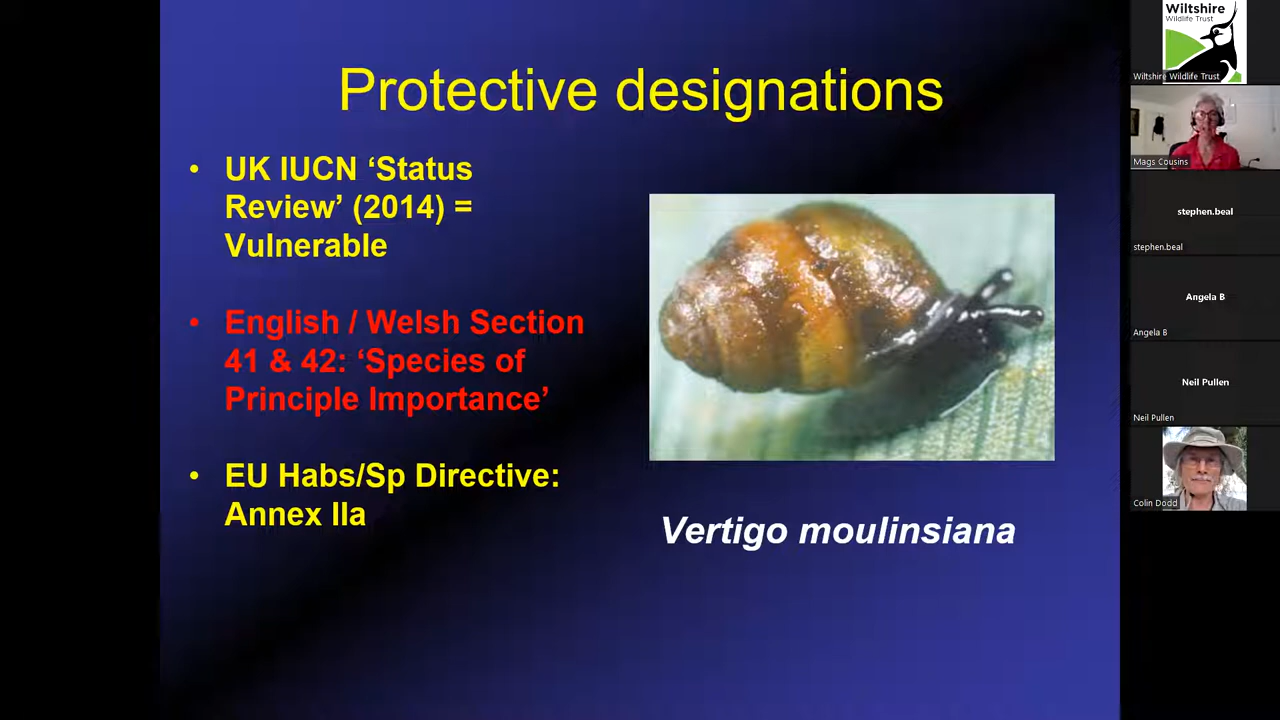 Protective designations
• UK IUCN ‘Status
Review’ (2014) =
Vulnerable
• English / Welsh Section
41 & 42: ‘Species of
Principle Importance’
• EU Habs/Sp Directive:
Annex IIa
Vertigo moulinsiana
Wiltshire
Wildlife Trust
Wiltshire Wildlife Trust
Mags Cousins
stephen.beal
stephen.beal
Angela B
Angela B
Neil Pullen
Neil Pullen
Colin Dodd